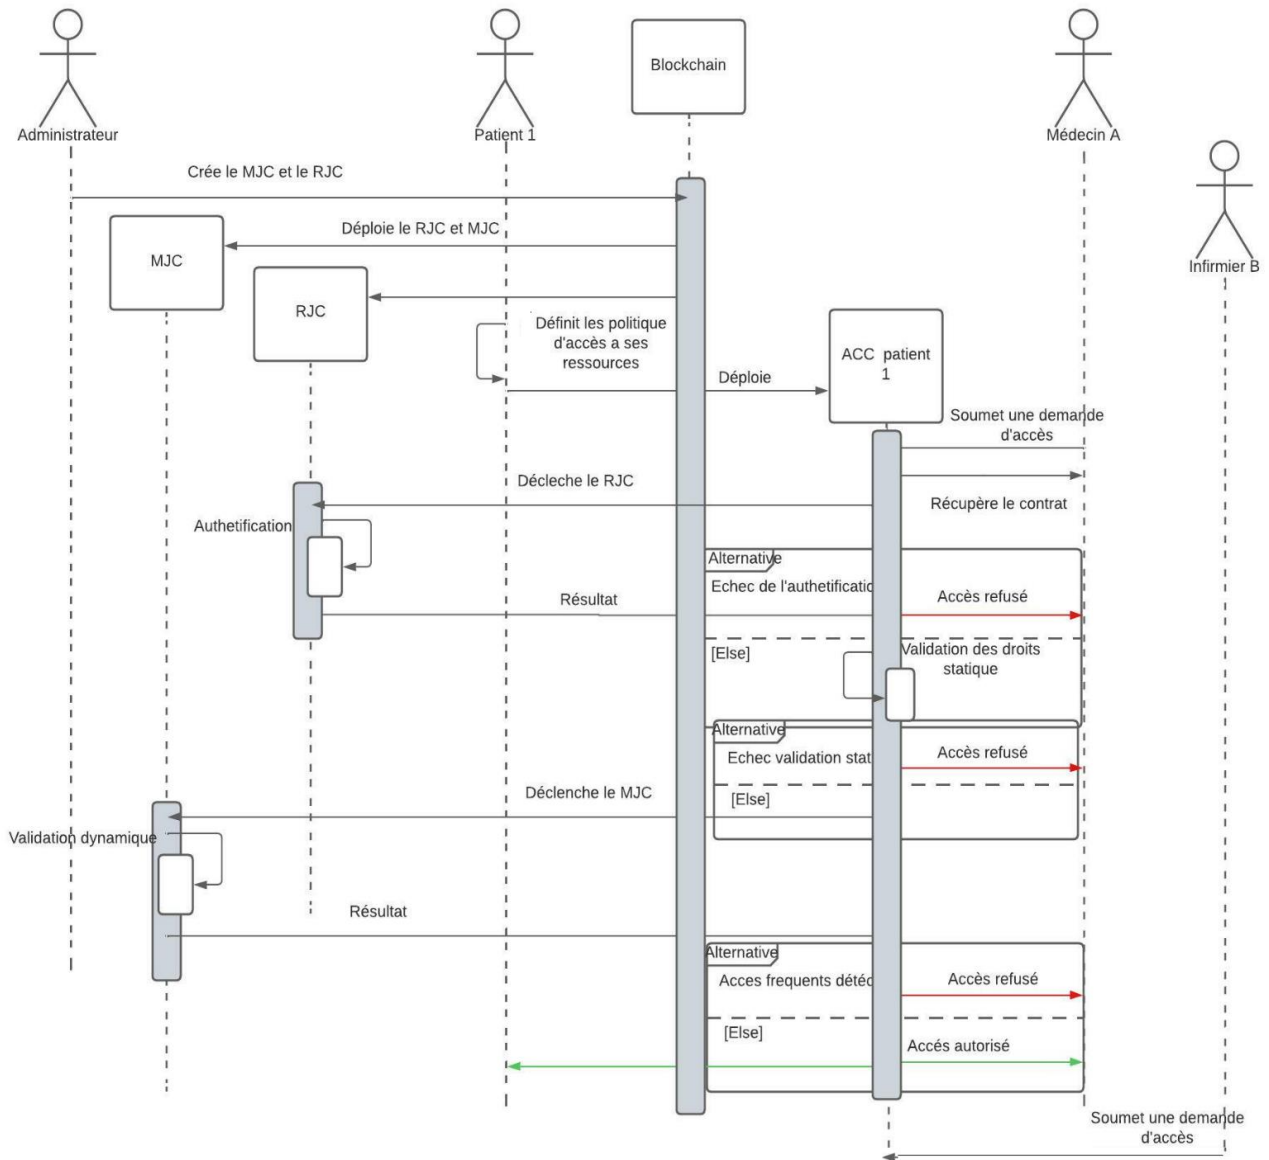 Blockchain
Administrateur
Patient 1
Médecin A
Crée le MJC et le RJC
Déploie le RJC et MJC
MJC
Infirmier B
RJC
Définit les politique
d'accès a ses
ressources
ACC patient
1
Déploie
Soumet une demande
d'accès
Décleche le RJC
Récupère le contrat
Authetification
Alternative
Echec de l'authetificatio
Accès refusé
Résultat
[Else]
Validation des droits
statique
Alternative
Echec validation stat
Accès refusé
Déclenche le MJC
[Else]
Validation dynamique
Résultat
Alternative
Acces frequents détéc
Accès refusé
[Else]
Accés autorisé
Soumet une demande
d'accès